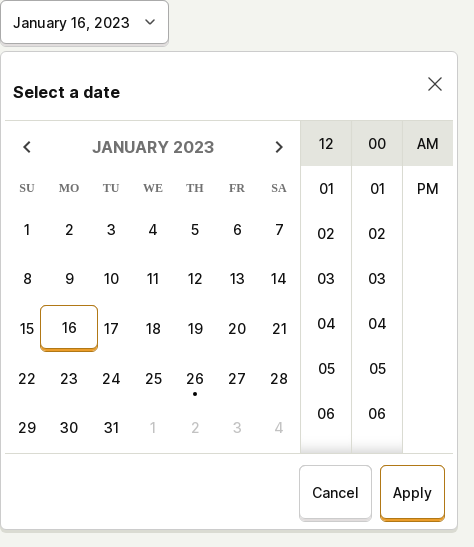 January 16, 2023
Select a date
JANUARY 2023
SU MO TU WE TH FR SA
1 2 3 4 5 6 7
8 9 10 11 12 13 14
15 16 17 18 19 20 21
22 23 24 25 26 27 28
29 30 31 1 2 3 4
12 00 AM
01 01 PM
02 02
03 03
04 04
05 05
06 06
Cancel Apply